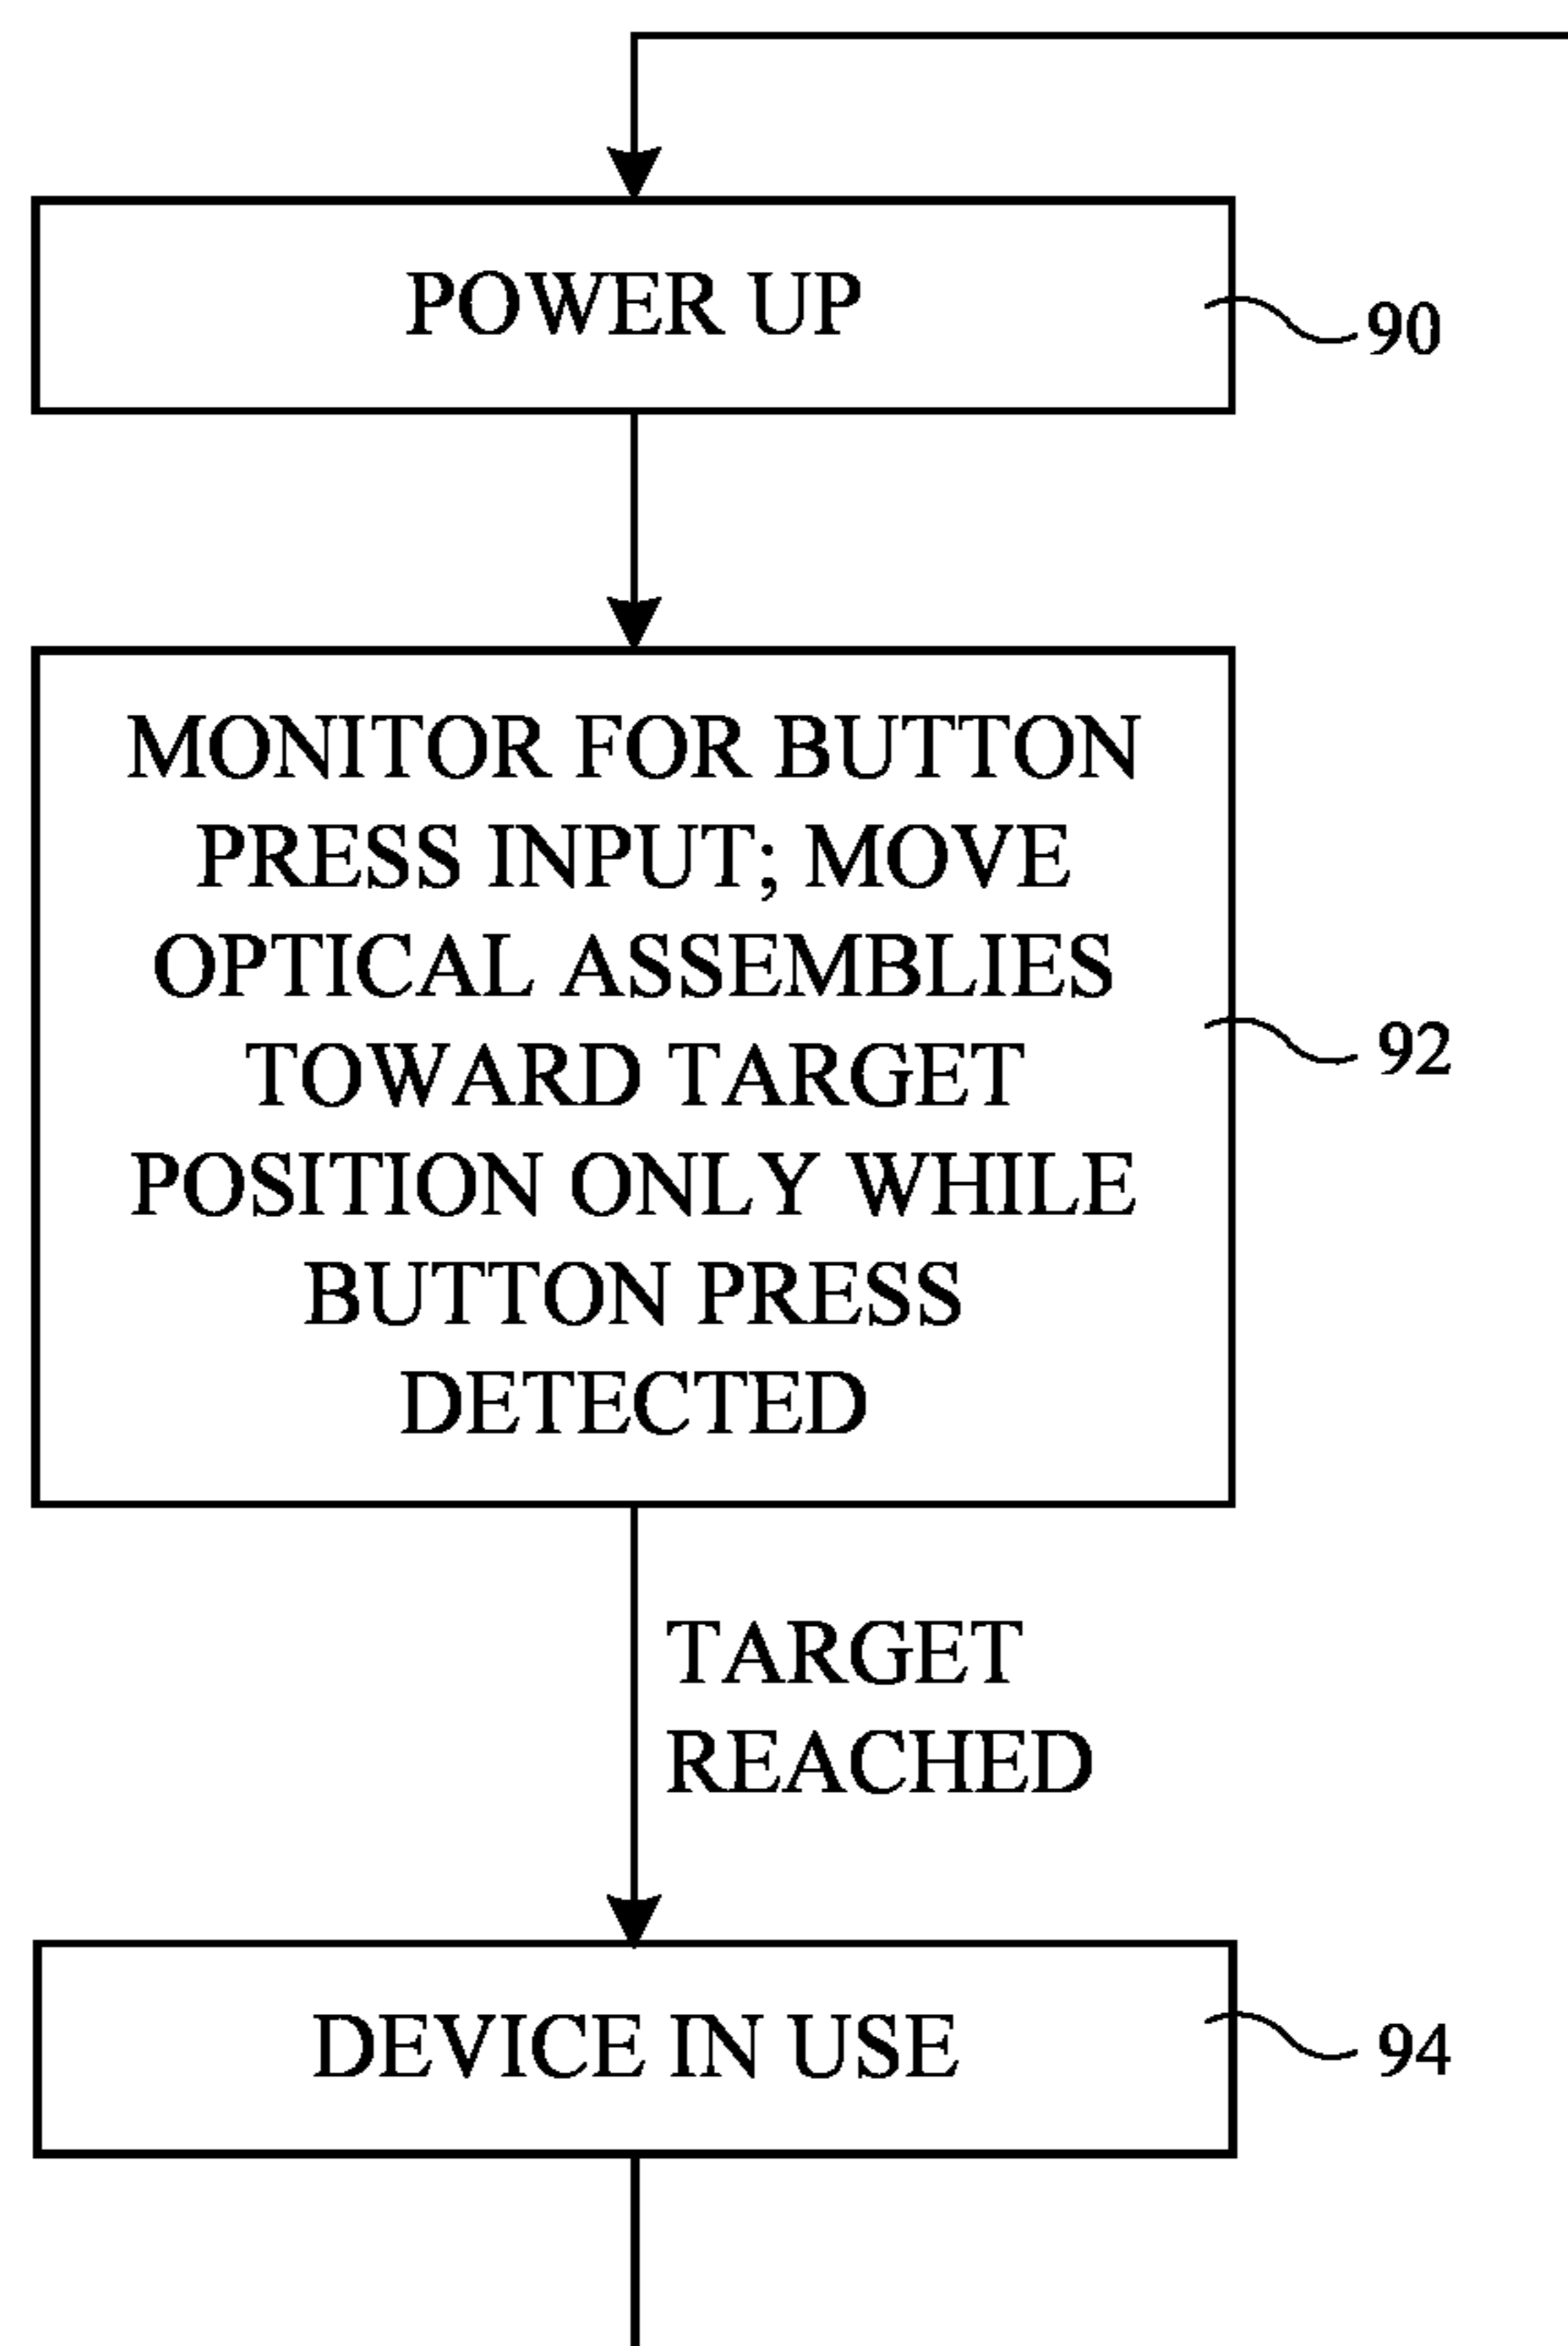 POWER UP
90
MONITOR FOR BUTTON
PRESS INPUT; MOVE
OPTICAL ASSEMBLIES
TOWARD TARGET
POSITION ONLY WHILE
BUTTON PRESS
DETECTED
92
TARGET
REACHED
DEVICE IN USE
94